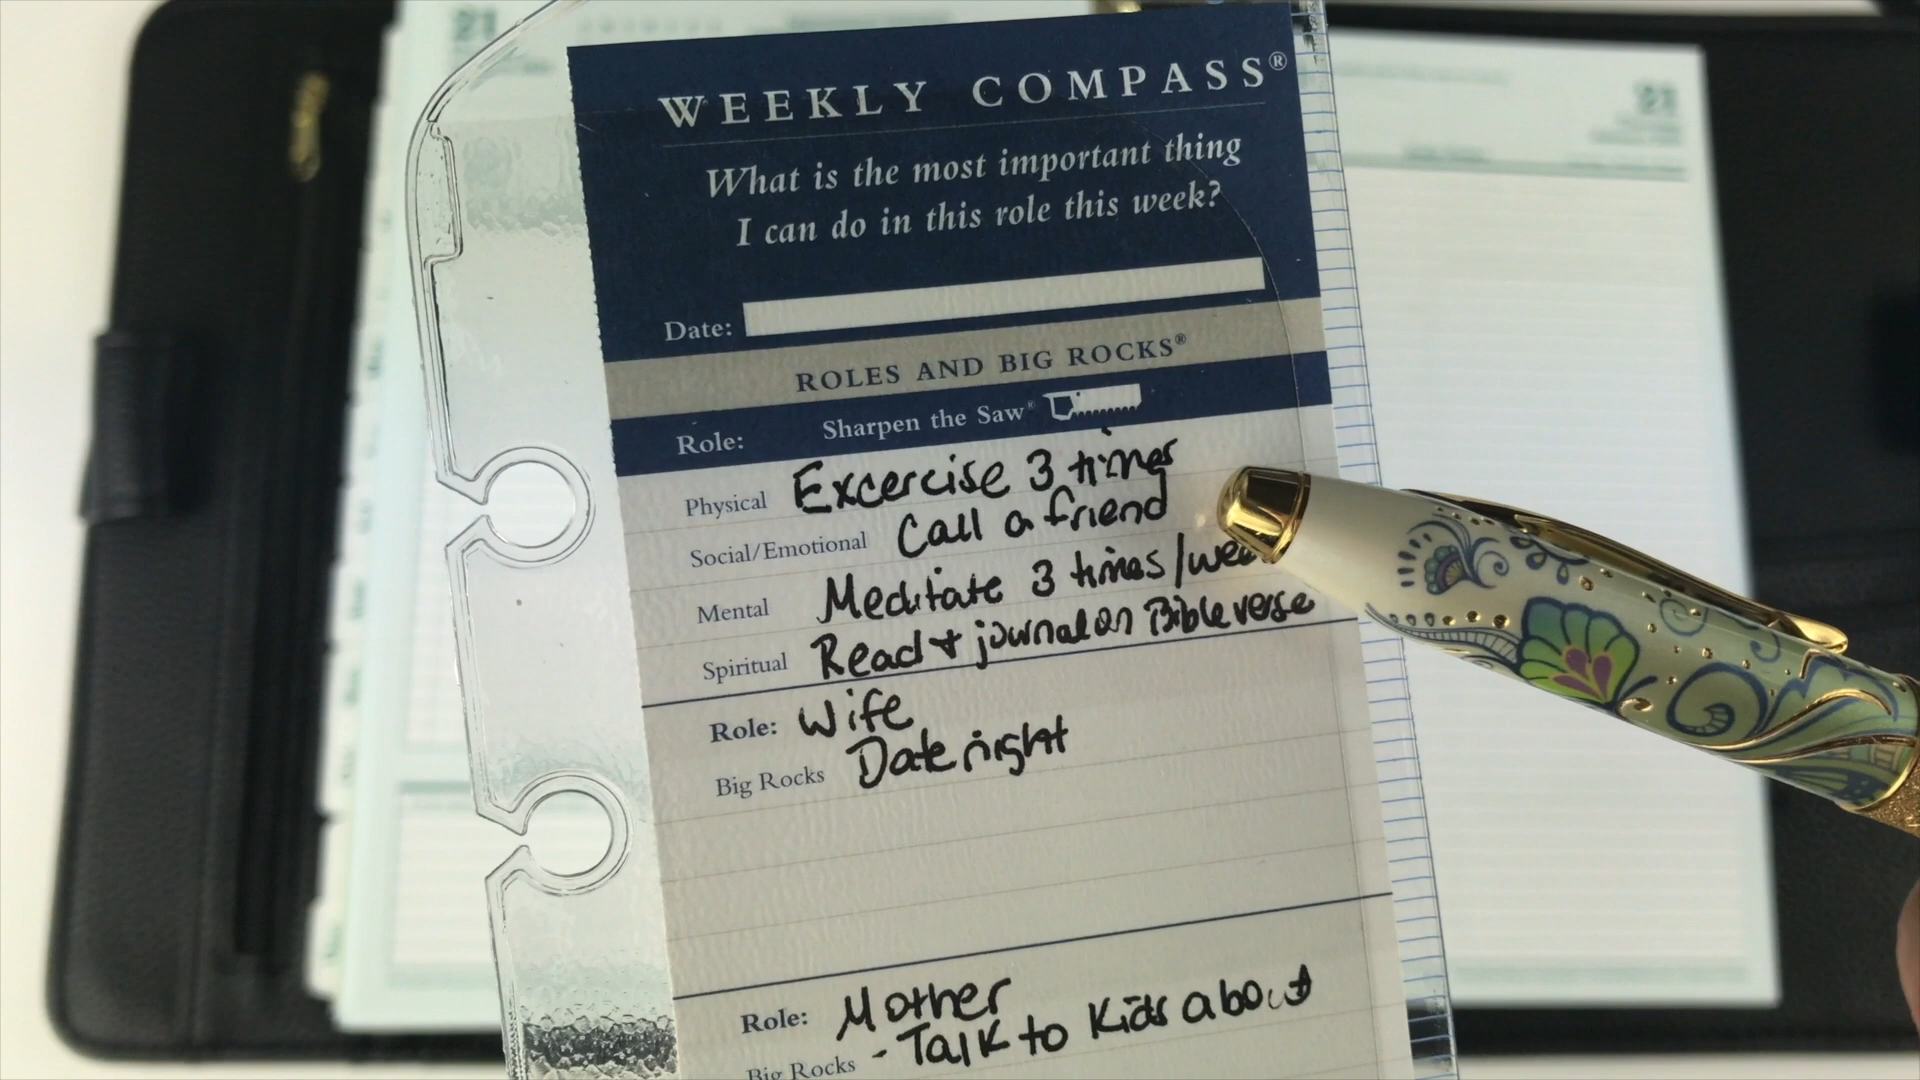 21
21
WEEKLY COMPASS®
What is the most important thing
I can do in this role this week?
Date:
ROLES AND BIG ROCKS®
Role: Sharpen the Saw®
Physical Excercise 3 times
Social/Emotional Call a friend
Mental Meditate 3 times/
Spiritual Read + journal on Bible verse
Role: Wife
Big Rocks Date night
Role: Mother
Big Rocks - Talk to Kids about